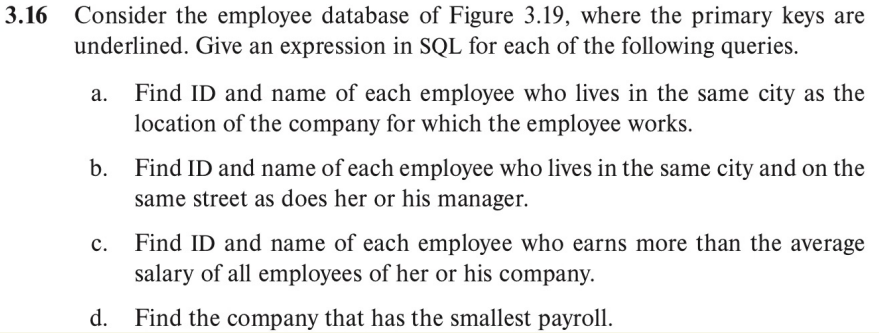 3.16 Consider the employee database of Figure 3.19, where the primary keys are
underlined. Give an expression in SQL for each of the following queries.
a. Find ID and name of each employee who lives in the same city as the
location of the company for which the employee works.
b. Find ID and name of each employee who lives in the same city and on the
same street as does her or his manager.
c. Find ID and name of each employee who earns more than the average
salary of all employees of her or his company.
d. Find the company that has the smallest payroll.